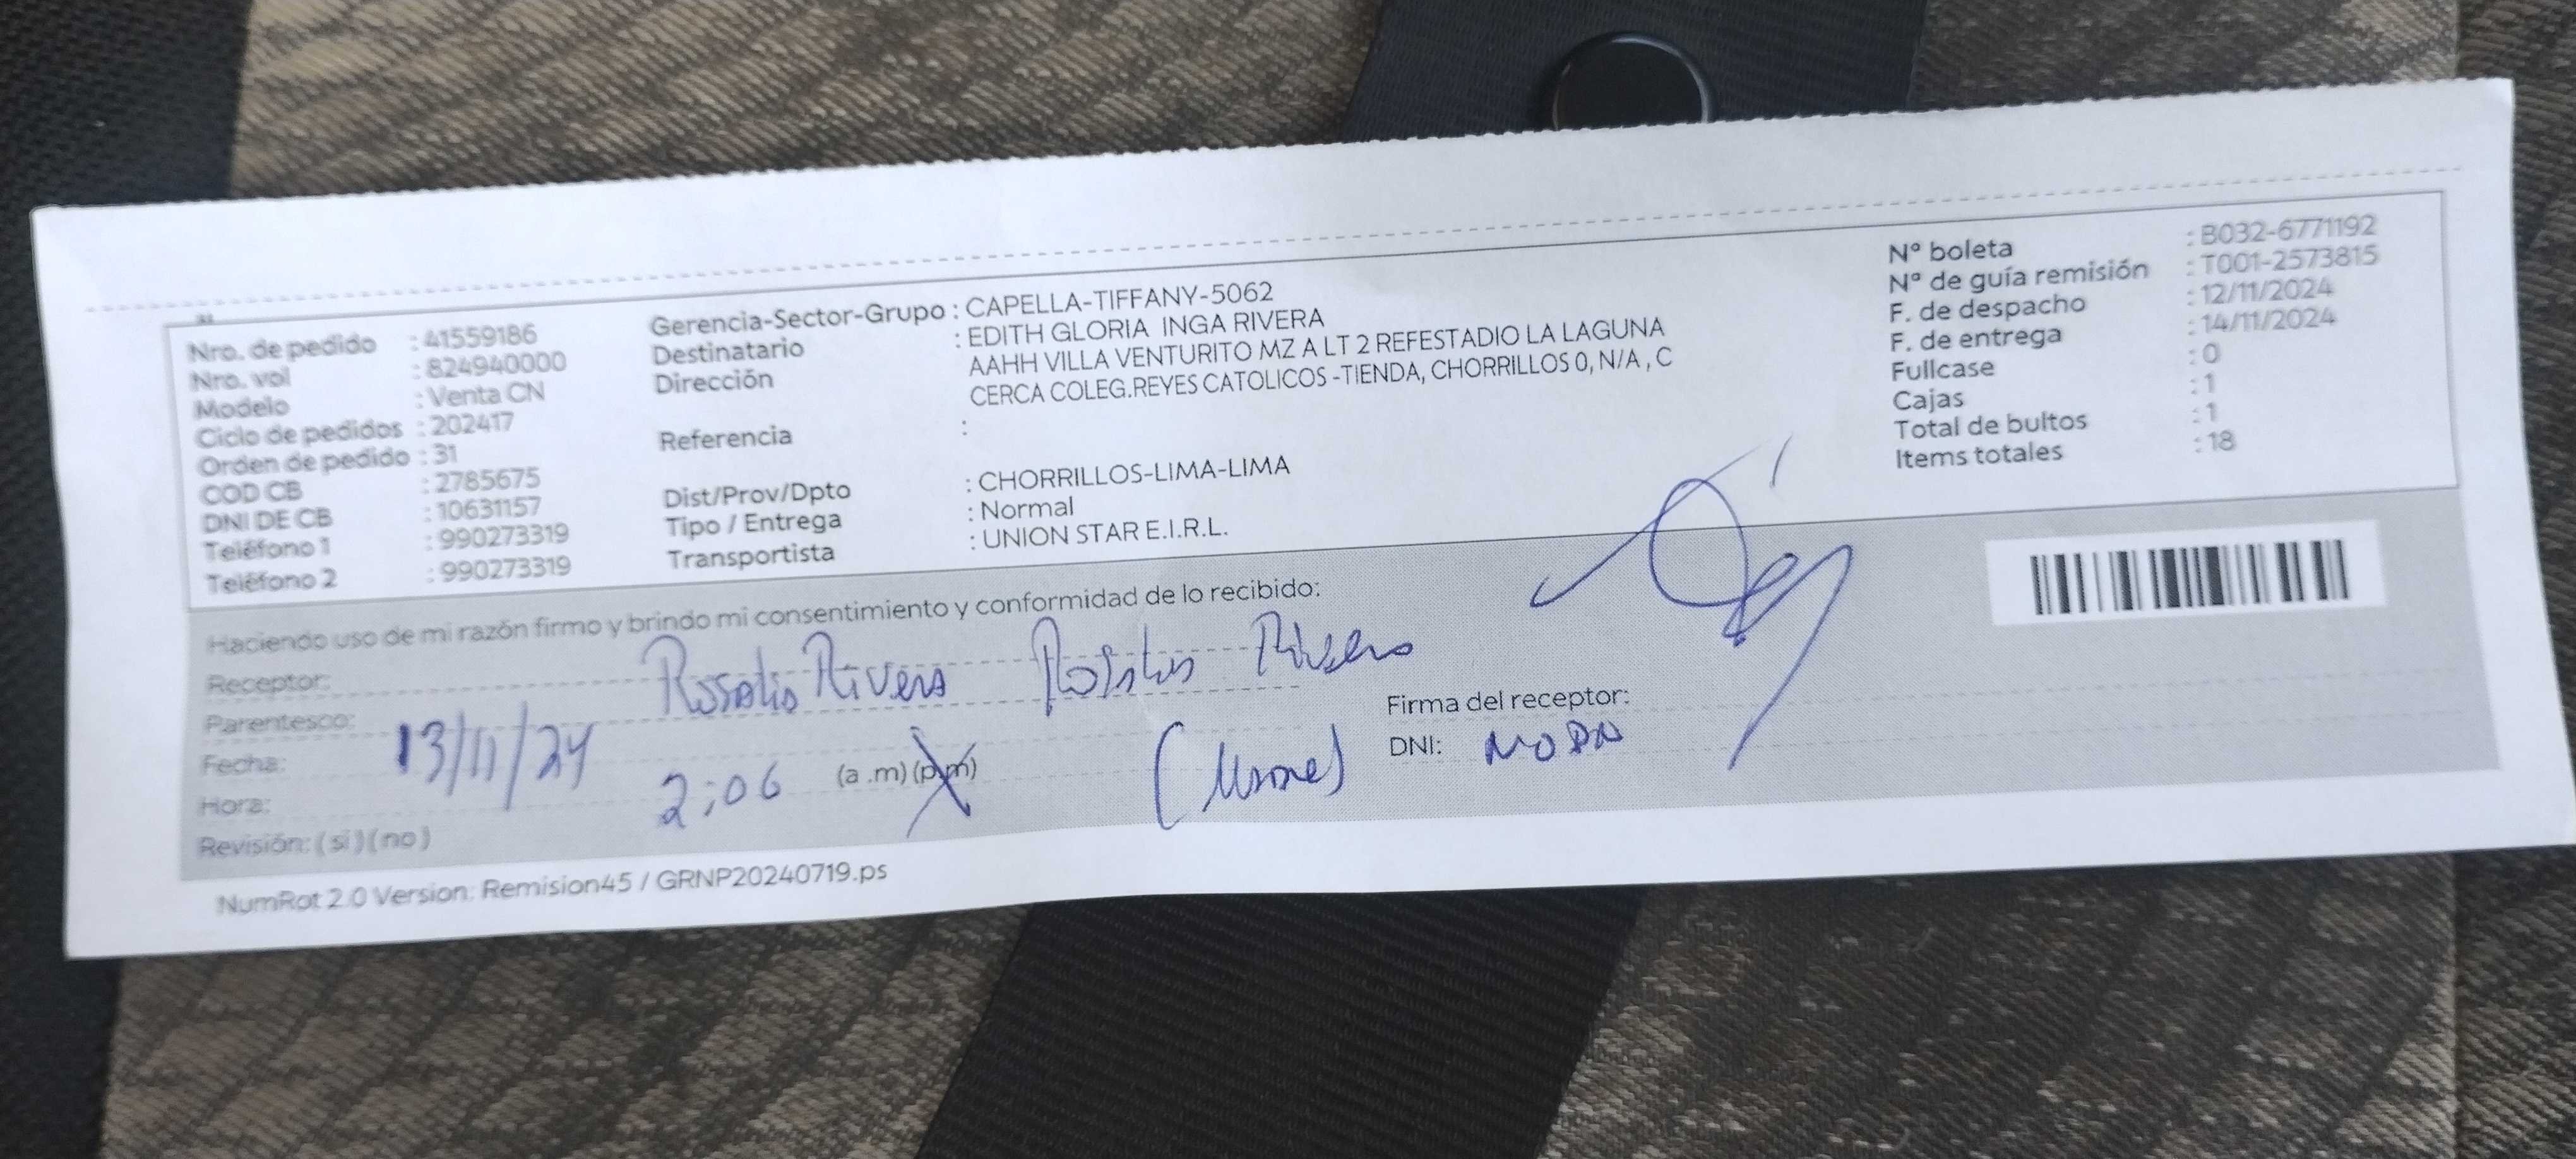 Nro. de pedido : 41559186
Nro. vol : 824940000
Modelo : Venta CN
Ciclo de pedidos : 202417
Orden de pedido : 31
COD CB : 2785675
DNI DE CB : 10631157
Teléfono 1 : 990273319
Teléfono 2 : 990273319
Gerencia-Sector-Grupo : CAPELLA-TIFFANY-5062
Destinatario : EDITH GLORIA INGA RIVERA
Dirección AAHH VILLA VENTURITO MZ A LT 2 REFESTADIO LA LAGUNA
CERCA COLEG.REYES CATOLICOS -TIENDA, CHORRILLOS 0, N/A , C
Referencia :
Dist/Prov/Dpto : CHORRILLOS-LIMA-LIMA
Tipo / Entrega : Normal
Transportista : UNION STAR E.I.R.L.
Nº boleta : B032-6771192
Nº de guía remisión : T001-2573815
F. de despacho : 12/11/2024
F. de entrega : 14/11/2024
Fullcase : 0
Cajas : 1
Total de bultos : 1
Items totales : 18
Haciendo uso de mi razón firmo y brindo mi consentimiento y conformidad de lo recibido:
Receptor: Rosalia Rivera Rivera
Parentesco:
Fecha: 13/11/24
Hora: 2:06 (a .m) (p.m)
Revisión: ( si ) ( no )
Firma del receptor:
DNI:
NumRot 2.0 Version: Remision45 / GRNP20240719.ps